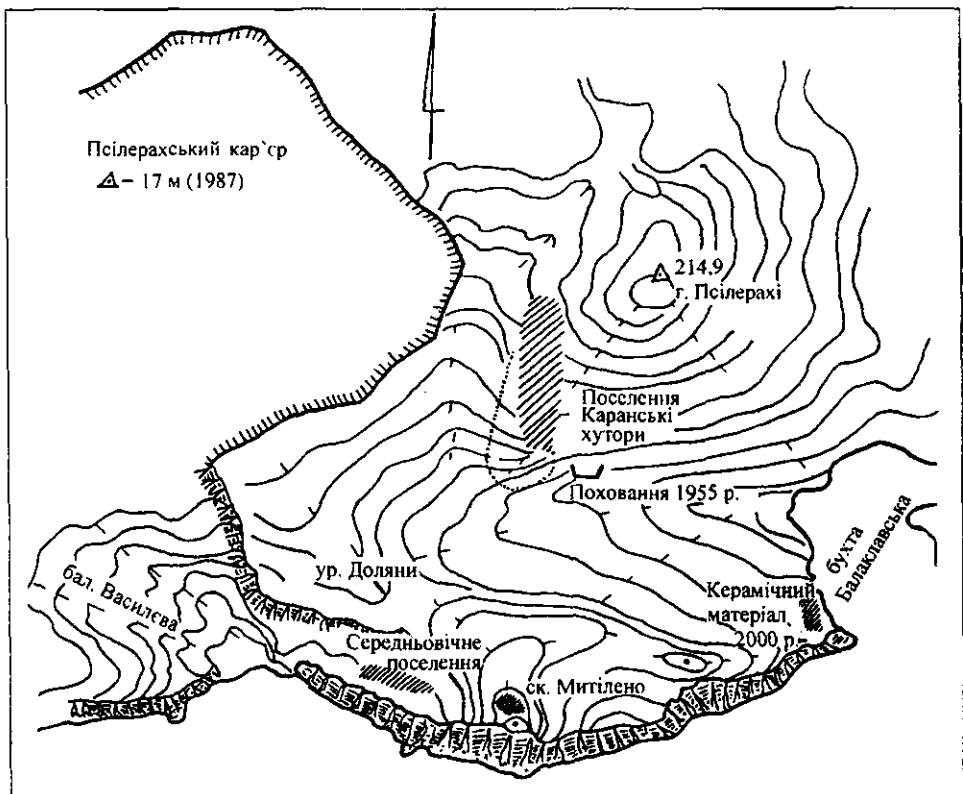 Псілерахський кар`єр
– 17 м (1987)
214,9
г. Псілерахі
Поселення
Каранські
хутори
Поховання 1955 р.
бухта
Балаклавська
ур. Доляни
бал. Василєва
Керамічний
матеріал,
2000 р.
Середньовічне
поселення
ск. Митілено